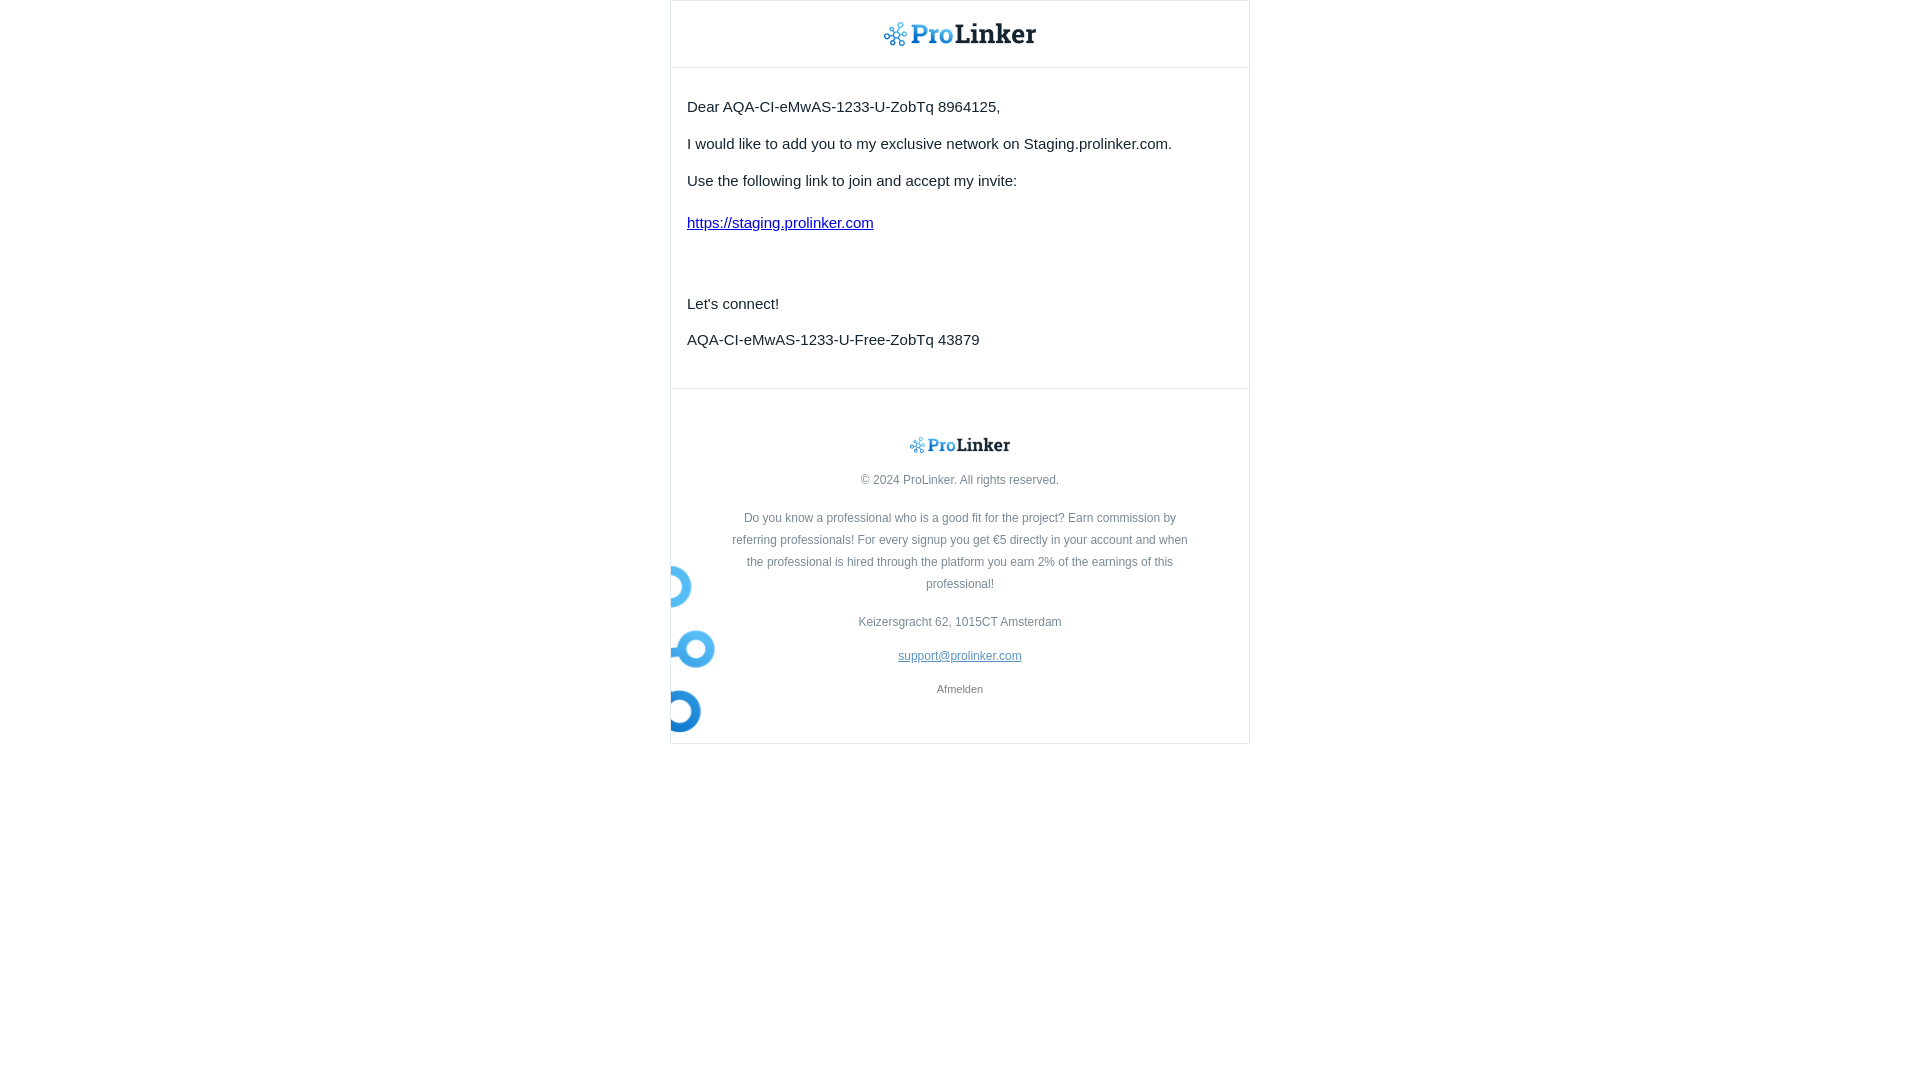 ProLinker
Dear AQA-CI-eMwAS-1233-U-ZobTq 8964125,
I would like to add you to my exclusive network on Staging.prolinker.com.
Use the following link to join and accept my invite:
https://staging.prolinker.com
Let's connect!
AQA-CI-eMwAS-1233-U-Free-ZobTq 43879
ProLinker
© 2024 ProLinker. All rights reserved.
Do you know a professional who is a good fit for the project? Earn commission by
referring professionals! For every signup you get €5 directly in your account and when
the professional is hired through the platform you earn 2% of the earnings of this
professional!
Keizersgracht 62, 1015CT Amsterdam
support@prolinker.com
Afmelden